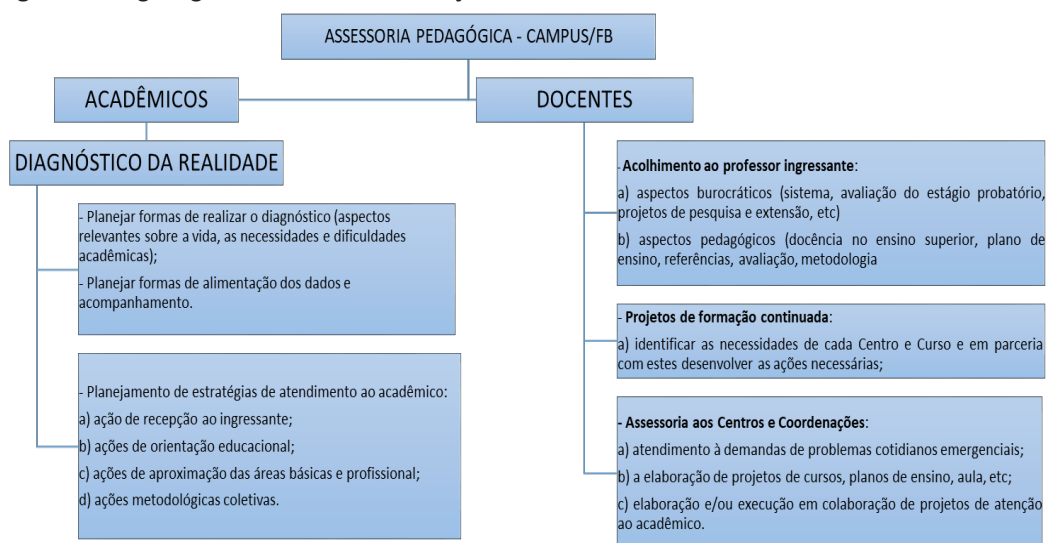 ASSESSORIA PEDAGÓGICA - CAMPUS/FB
ACADÊMICOS
DIAGNÓSTICO DA REALIDADE
- Planejar formas de realizar o diagnóstico (aspectos
relevantes sobre a vida, as necessidades e dificuldades
acadêmicas);
- Planejar formas de alimentação dos dados e
acompanhamento.
- Planejamento de estratégias de atendimento ao acadêmico:
a) ação de recepção ao ingressante;
b) ações de orientação educacional;
c) ações de aproximação das áreas básicas e profissional;
d) ações metodológicas coletivas.
DOCENTES
- Acolhimento ao professor ingressante:
a) aspectos burocráticos (sistema, avaliação do estágio probatório,
projetos de pesquisa e extensão, etc)
b) aspectos pedagógicos (docência no ensino superior, plano de
ensino, referências, avaliação, metodologia
- Projetos de formação continuada:
a) identificar as necessidades de cada Centro e Curso e em parceria
com estes desenvolver as ações necessárias;
- Assessoria aos Centros e Coordenações:
a) atendimento à demandas de problemas cotidianos emergenciais;
b) a elaboração de projetos de cursos, planos de ensino, aula, etc;
c) elaboração e/ou execução em colaboração de projetos de atenção
ao acadêmico.